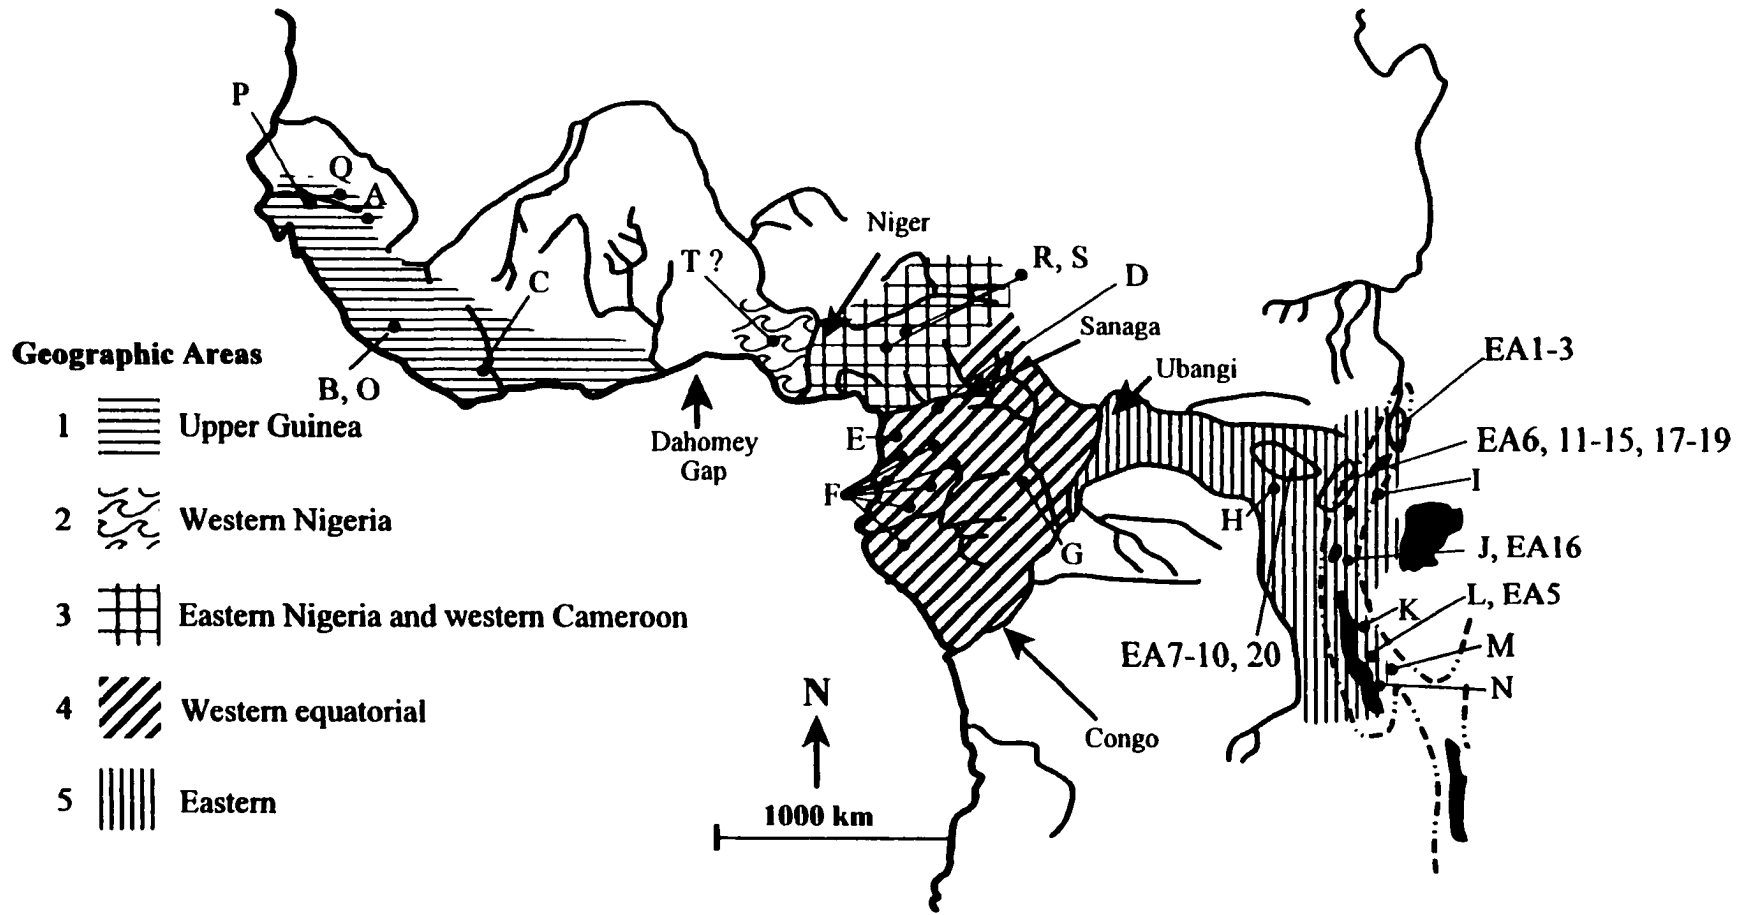 P
Q
A
Niger
T ?
R, S
D
C
Sanaga
Geographic Areas
EA1-3
Ubangi
B, O
1 Upper Guinea
Dahomey
Gap
E
EA6, 11-15, 17-19
I
F
2 Western Nigeria
H
G
J, EA16
L, EA5
K
3 Eastern Nigeria and western Cameroon
M
EA7-10, 20
N
N
4 Western equatorial
Congo
5 Eastern
1000 km